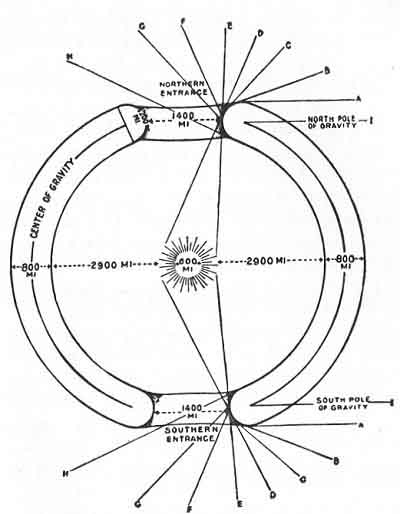 F
E
G
D
C
H
B
NORTHERN
ENTRANCE
A
1400
MI
NORTH POLE
OF GRAVITY
I
CENTER OF GRAVITY
800
MI
2900 MI
600
MI
2900 MI
800
MI
SOUTH POLE
OF GRAVITY
I
1400
MI
SOUTHERN
ENTRANCE
A
B
H
C
D
G
F
E